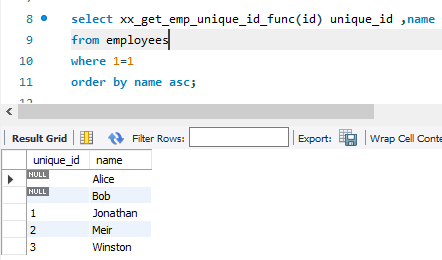 8 select xx_get_emp_unique_id_func(id) unique_id ,name
9 from employees
10 where 1=1
11 order by name asc;
Result Grid Filter Rows: Export: Wrap Cell Conte
unique_id name
NULL Alice
NULL Bob
1 Jonathan
2 Meir
3 Winston